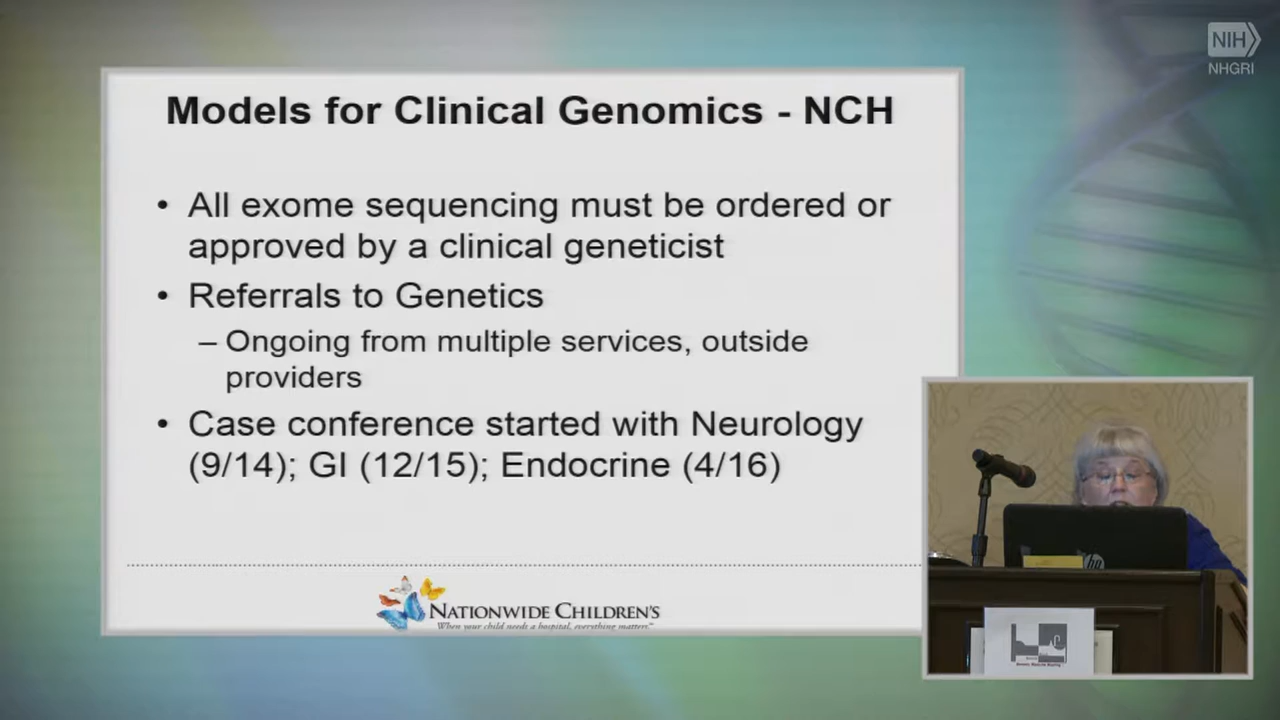 NIH
NHGRI
Models for Clinical Genomics - NCH
• All exome sequencing must be ordered or
approved by a clinical geneticist
• Referrals to Genetics
– Ongoing from multiple services, outside
providers
• Case conference started with Neurology
(9/14); GI (12/15); Endocrine (4/16)
NATIONWIDE CHILDREN'S
When your child needs a hospital, everything matters.™
hp